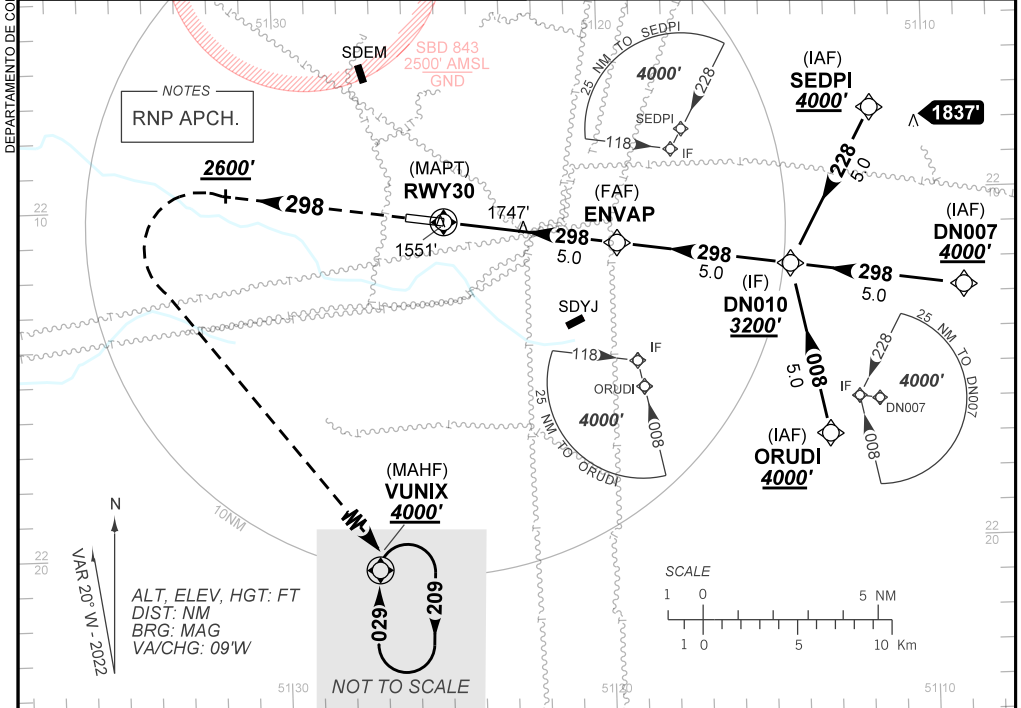 DEPARTAMENTO DE CO
51 30
51 20
51 10
SDEM
SBD 843
2500' AMSL
GND
25 NM TO SEDPI
4000'
228
SEDPI
118
IF
(IAF)
SEDPI
4000'
1837'
NOTES
RNP APCH.
228
5.0
2600'
298
(MAPT)
RWY30
1551'
1747'
(FAF)
ENVAP
298
5.0
298
5.0
(IF)
DN010
3200'
298
5.0
(IAF)
DN007
4000'
22
10
22
10
SDYJ
118
IF
ORUDI
4000'
008
25 NM TO ORUDI
008
5.0
(IAF)
ORUDI
4000'
228
25 NM TO DN007
4000'
IF
DN007
008
(MAHF)
VUNIX
4000'
10NM
029
209
NOT TO SCALE
N
VAR 20° W - 2022
ALT, ELEV, HGT: FT
DIST: NM
BRG: MAG
VA/CHG: 09'W
22
20
22
20
SCALE
1 0 5 NM
1 0 5 10 Km
51 30
51 20
51 10